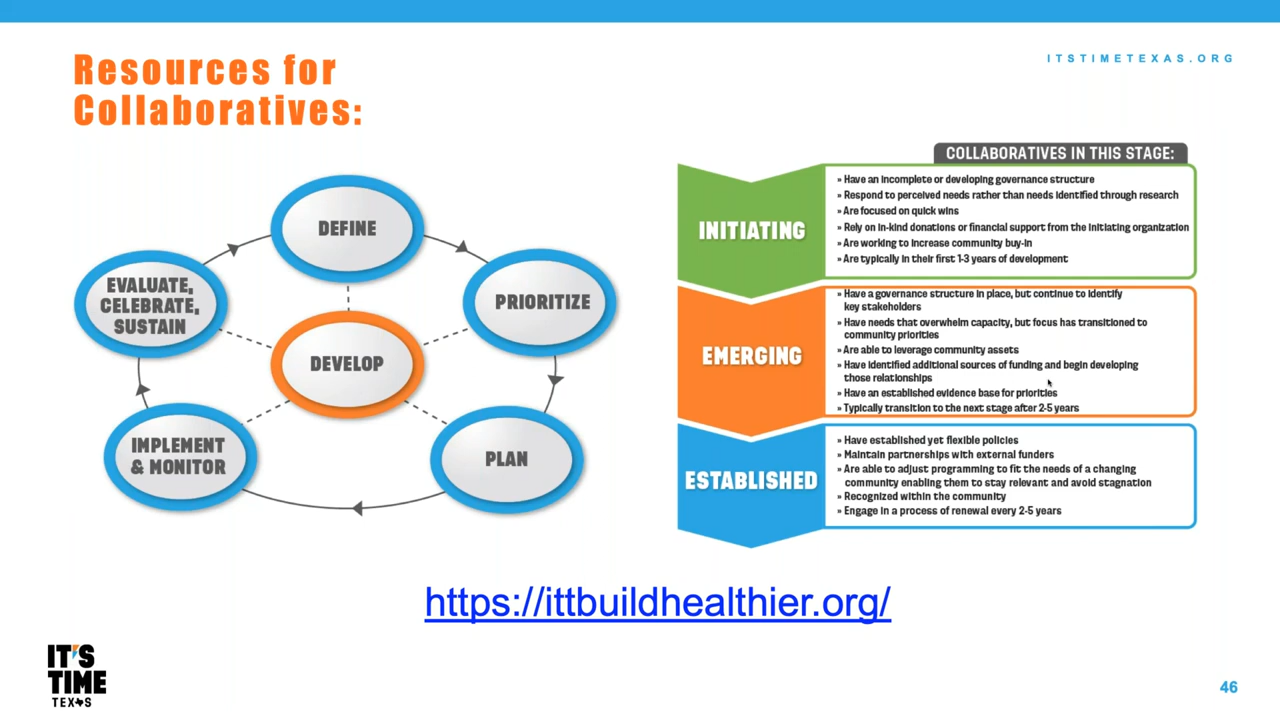 ITSTIMETEXAS.ORG
Resources for
Collaboratives:
DEFINE
PRIORITIZE
PLAN
IMPLEMENT
& MONITOR
EVALUATE,
CELEBRATE,
SUSTAIN
DEVELOP
COLLABORATIVES IN THIS STAGE:
INITIATING
» Have an incomplete or developing governance structure
» Respond to perceived needs rather than needs identified through research
» Are focused on quick wins
» Rely on in-kind donations or financial support from the initiating organization
» Are working to increase community buy-in
» Are typically in their first 1-3 years of development
EMERGING
» Have a governance structure in place, but continue to identify
key stakeholders
» Have needs that overwhelm capacity, but focus has transitioned to
community priorities
» Are able to leverage community assets
» Have identified additional sources of funding and begin developing
those relationships
» Have an established evidence base for priorities
» Typically transition to the next stage after 2-5 years
ESTABLISHED
» Have established yet flexible policies
» Maintain partnerships with external funders
» Are able to adjust programming to fit the needs of a changing
community enabling them to stay relevant and avoid stagnation
» Recognized within the community
» Engage in a process of renewal every 2-5 years
https://ittbuildhealthier.org/
IT'S
TIME
TEXAS
46